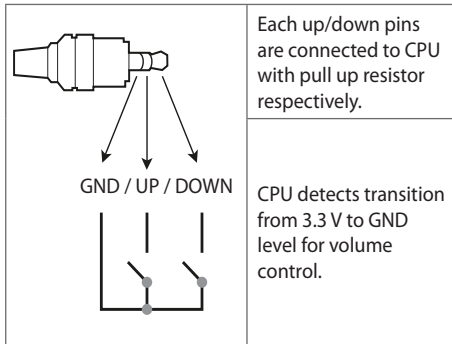 Each up/down pins
are connected to CPU
with pull up resistor
respectively.
GND / UP / DOWN
CPU detects transition
from 3.3 V to GND
level for volume
control.